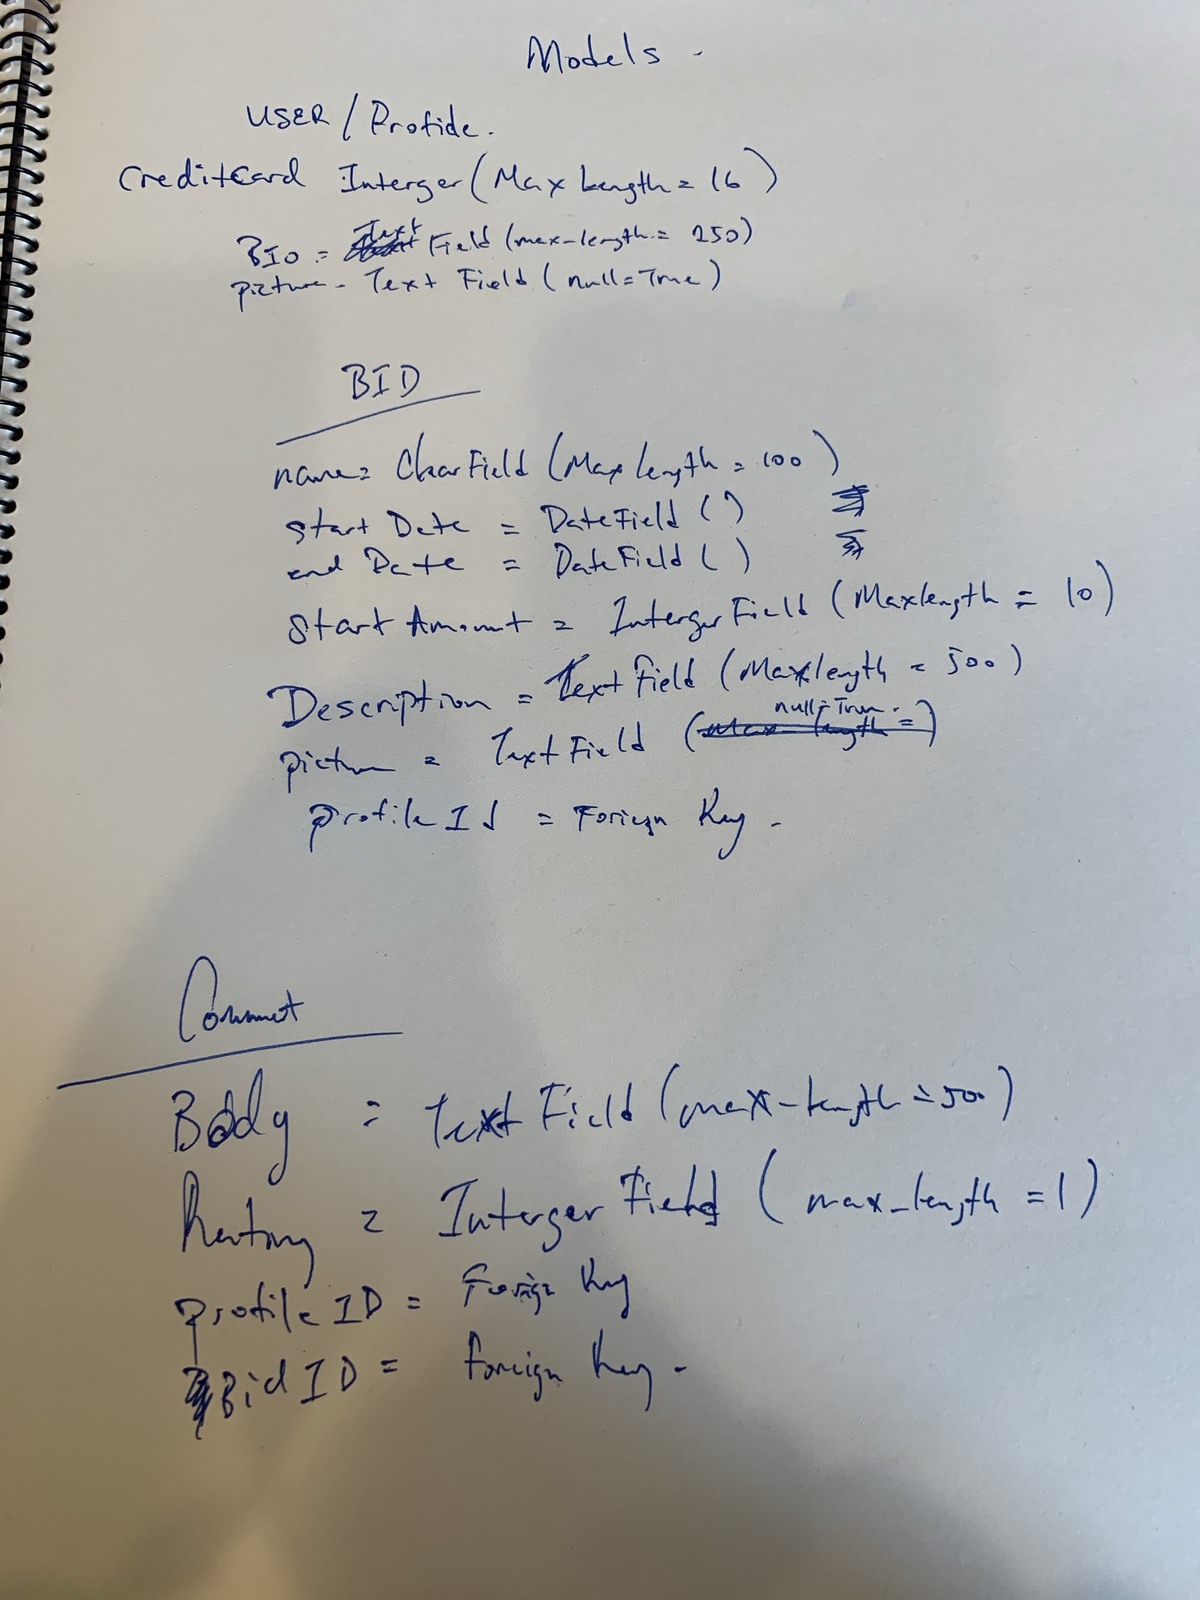 Models -
USER / Profide.
CreditCard Interger (Max Length = 16)
BIO = Text Field (max-length = 250)
picture - Text Field (null = True)
BID
name = CharField (Max length = 100)
Start Date = DateField ()
end Date = DateField ()
Start Amount = Interger Field (Maxlength = 10)
Description = Text Field (Maxlength = 500)
null = True.
picture = Text Field (max length =)
profile Id = Foriegn Key -
Comment
Body = Text Field (max-length = 500)
Rating = Interger Field (max_length = 1)
profile ID = Foreign Key
Bid ID = Foreign Key -